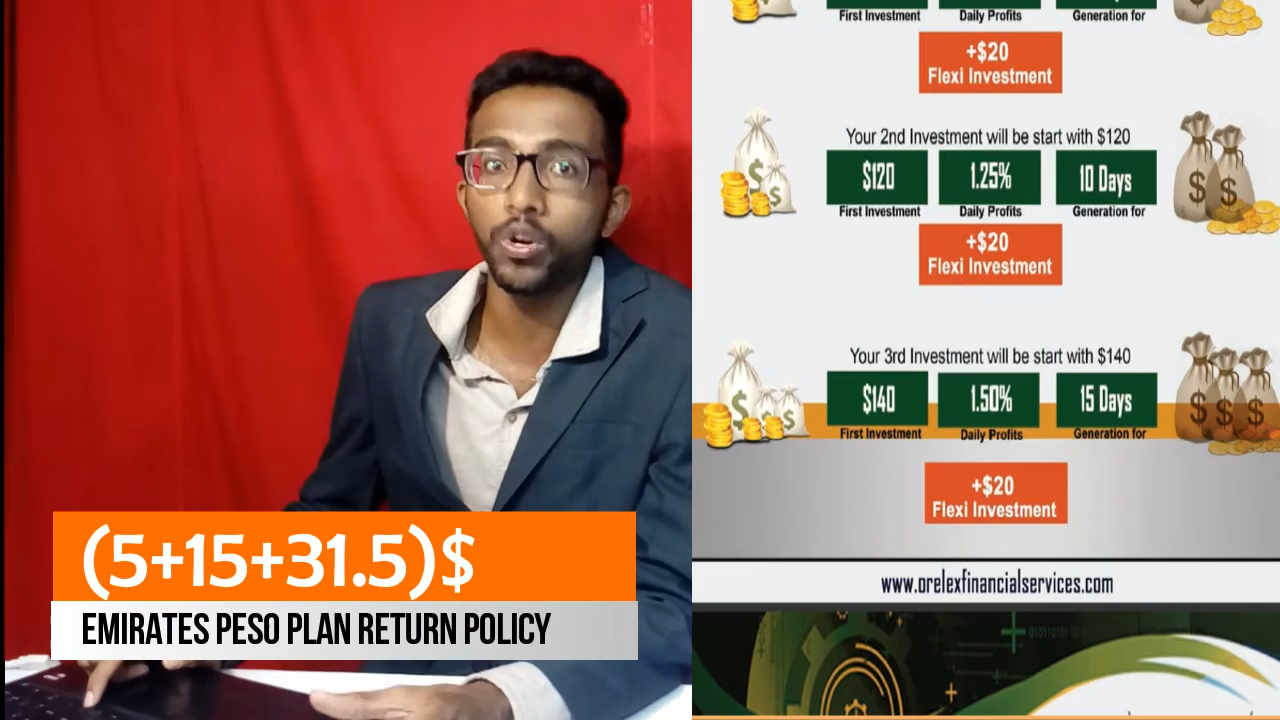 First Investment
Daily Profits
Generation for
+$20
Flexi Investment
Your 2nd Investment will be start with $120
$120
1.25%
10 Days
First Investment
Daily Profits
Generation for
+$20
Flexi Investment
Your 3rd Investment will be start with $140
$140
1.50%
15 Days
First Investment
Daily Profits
Generation for
+$20
Flexi Investment
www.orelexfinancialservices.com
(5+15+31.5)$
EMIRATES PESO PLAN RETURN POLICY